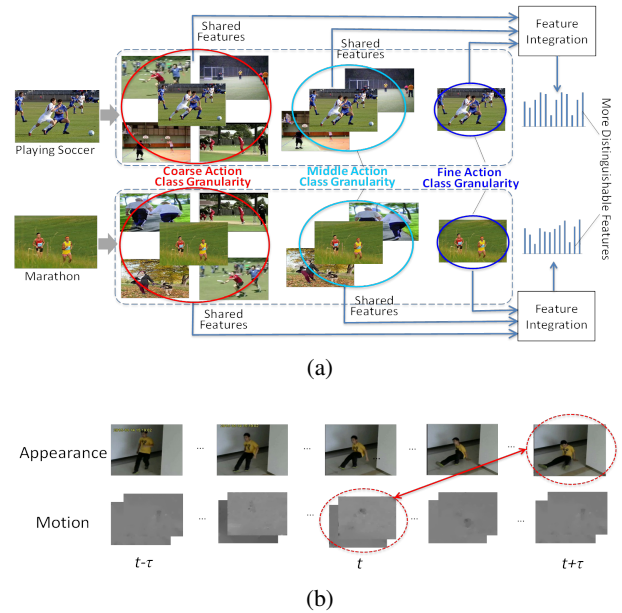 Shared
Features
Shared
Features
Feature
Integration
Playing Soccer
Coarse Action
Class Granularity
Middle Action
Class Granularity
Fine Action
Class Granularity
More Distinguishable
Features
Marathon
Shared
Features
Shared
Features
Feature
Integration
(a)
Appearance
... ... ... ...
Motion
... ... ... ...
t-τ t t+τ
(b)